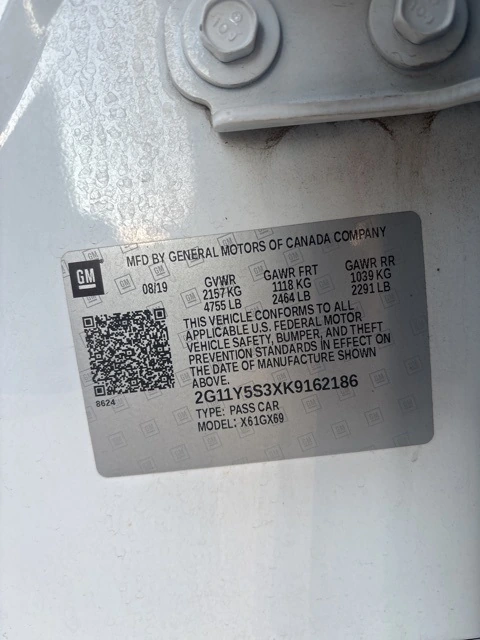 MFD BY GENERAL MOTORS OF CANADA COMPANY
GM
08/19
GVWR GAWR FRT GAWR RR
2157 KG 1118 KG 1039 KG
4755 LB 2464 LB 2291 LB
THIS VEHICLE CONFORMS TO ALL
APPLICABLE U.S. FEDERAL MOTOR
VEHICLE SAFETY, BUMPER, AND THEFT
PREVENTION STANDARDS IN EFFECT ON
THE DATE OF MANUFACTURE SHOWN
ABOVE.
8624
2G11Y5S3XK9162186
TYPE: PASS CAR
MODEL: X61GX69